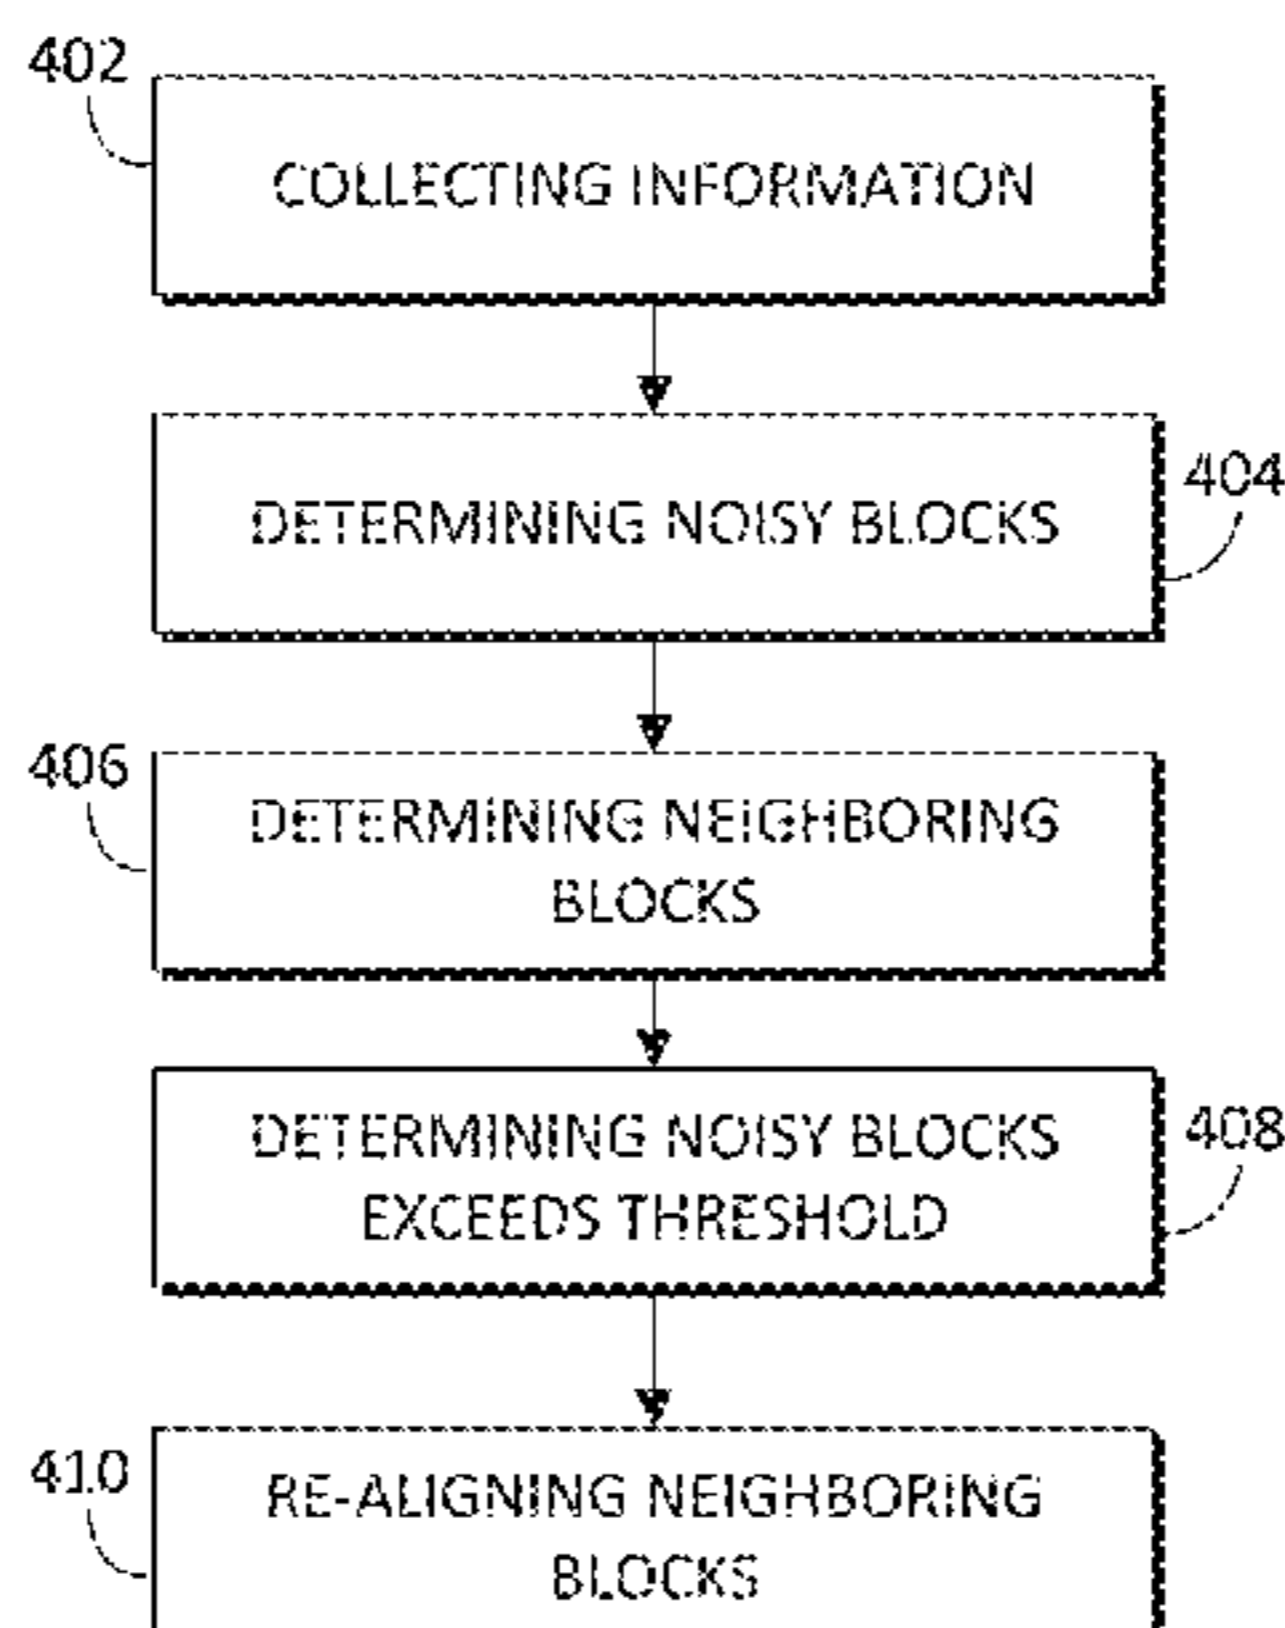 402
COLLECTING INFORMATION
DETERMINING NOISY BLOCKS
404
406
DETERMINING NEIGHBORING
BLOCKS
DETERMINING NOISY BLOCKS
EXCEEDS THRESHOLD
408
410
RE-ALIGNING NEIGHBORING
BLOCKS